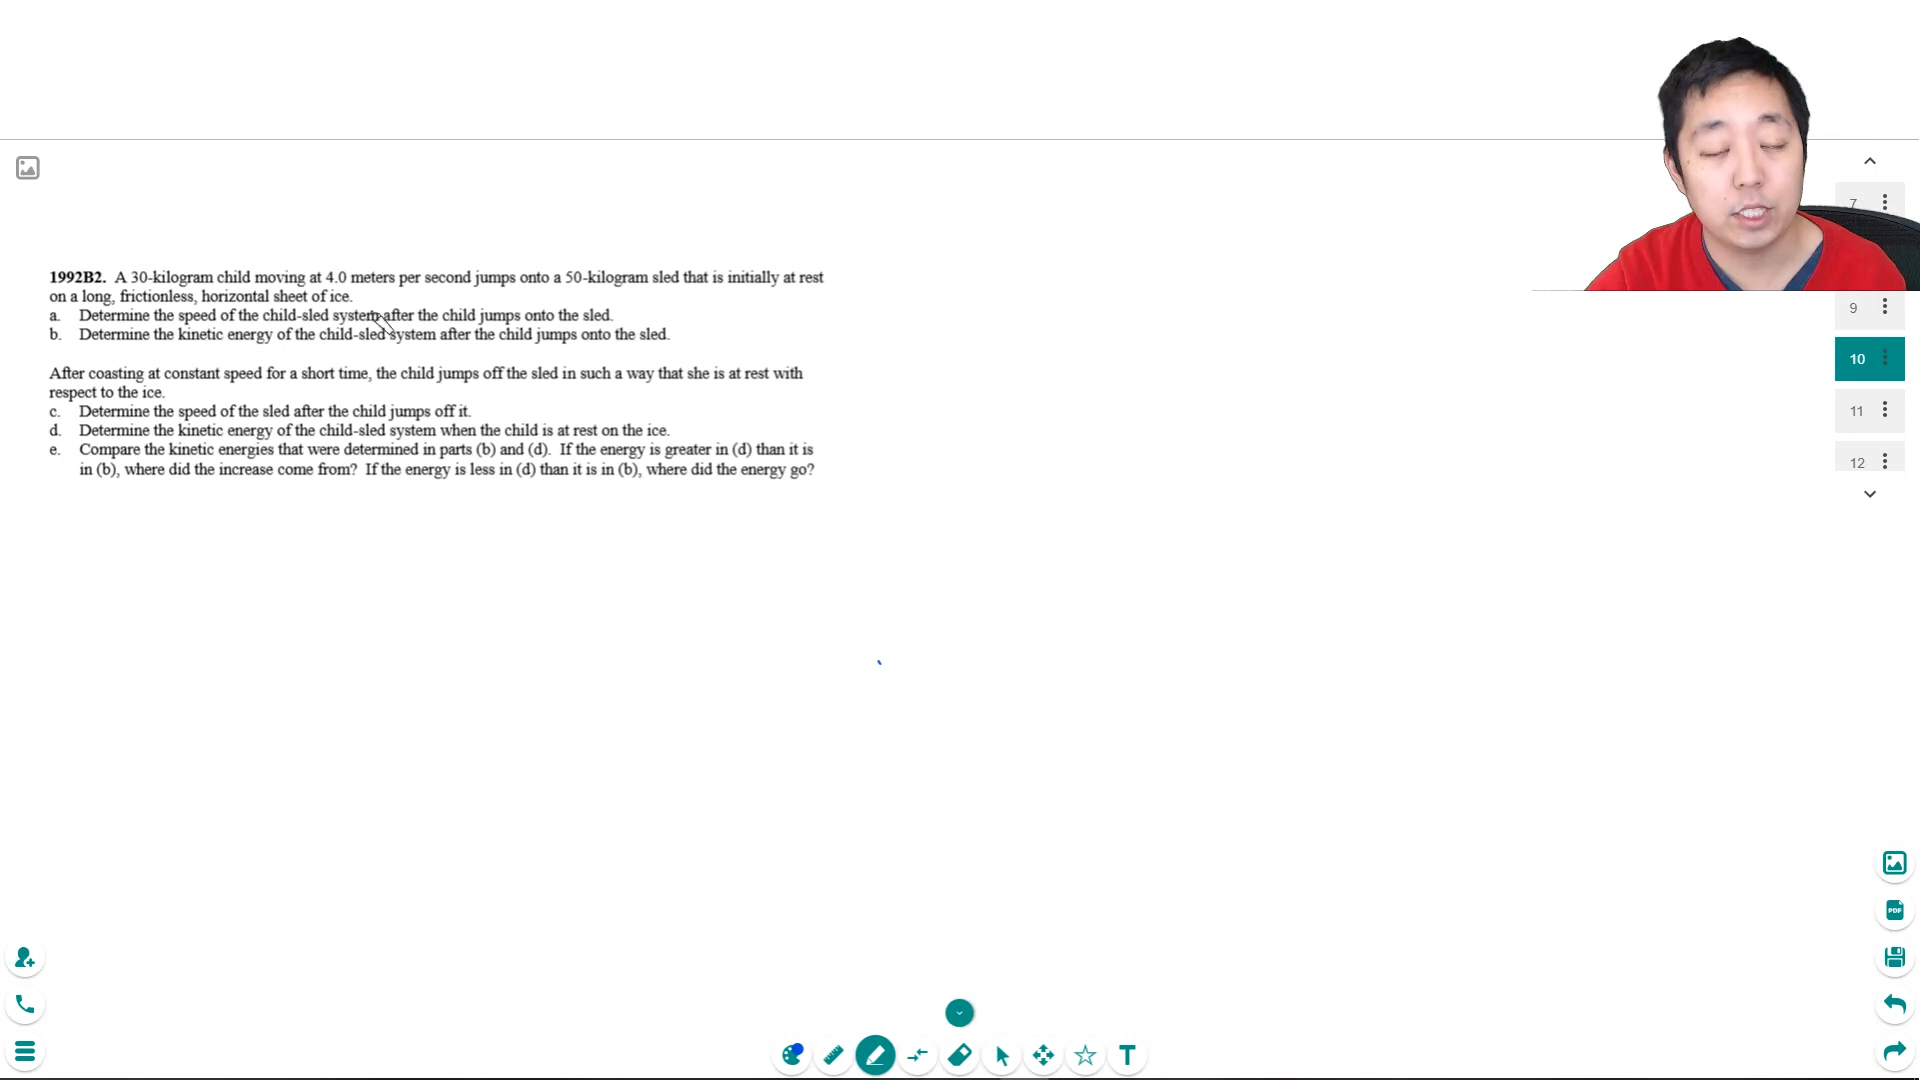 1992B2. A 30-kilogram child moving at 4.0 meters per second jumps onto a 50-kilogram sled that is initially at rest
on a long, frictionless, horizontal sheet of ice.
a. Determine the speed of the child-sled system after the child jumps onto the sled.
b. Determine the kinetic energy of the child-sled system after the child jumps onto the sled.
After coasting at constant speed for a short time, the child jumps off the sled in such a way that she is at rest with
respect to the ice.
c. Determine the speed of the sled after the child jumps off it.
d. Determine the kinetic energy of the child-sled system when the child is at rest on the ice.
e. Compare the kinetic energies that were determined in parts (b) and (d). If the energy is greater in (d) than it is
in (b), where did the increase come from? If the energy is less in (d) than it is in (b), where did the energy go?
7
9
10
11
12
PDF
T